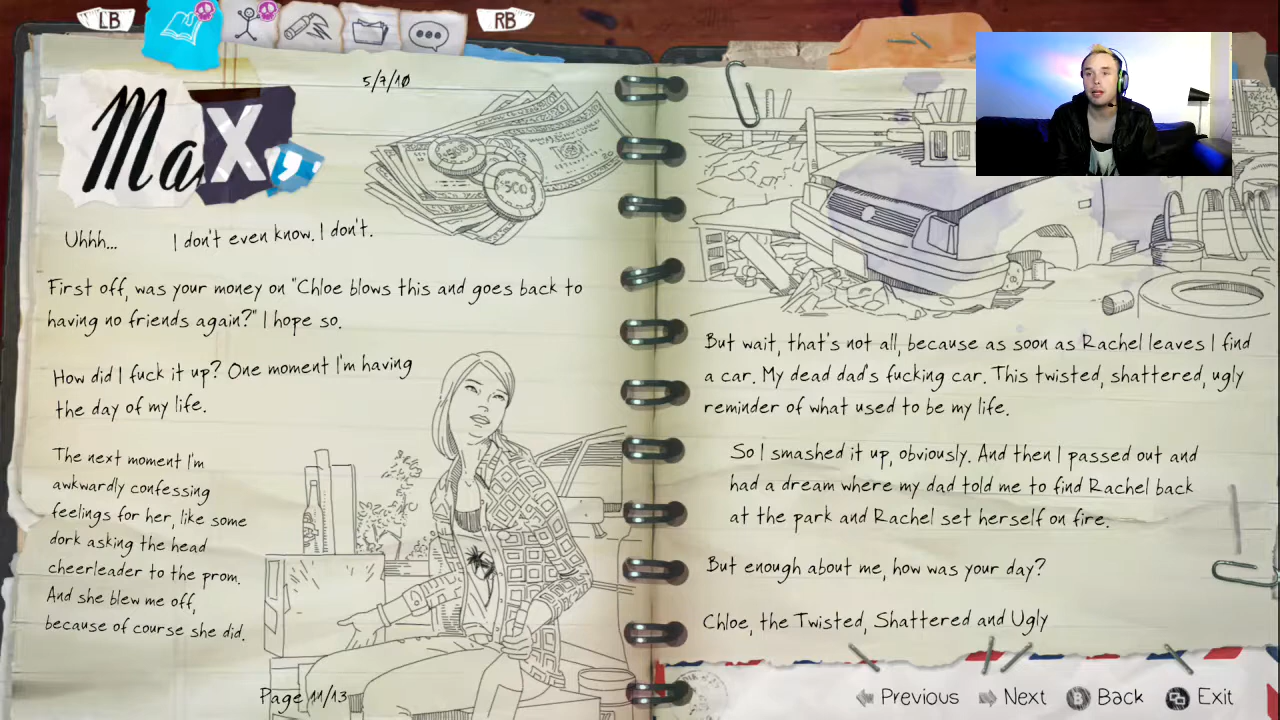 LB
RB
5/7/10
Max,
$500
Uhhh... I don't even know. I don't.
First off, was your money on "Chloe blows this and goes back to
having no friends again?" I hope so.
How did I fuck it up? One moment I'm having
the day of my life.
The next moment I'm
awkwardly confessing
feelings for her, like some
dork asking the head
cheerleader to the prom.
And she blew me off,
because of course she did.
Page 11/13
But wait, that's not all, because as soon as Rachel leaves I find
a car. My dead dad's fucking car. This twisted, shattered, ugly
reminder of what used to be my life.
So I smashed it up, obviously. And then I passed out and
had a dream where my dad told me to find Rachel back
at the park and Rachel set herself on fire.
But enough about me, how was your day?
Chloe, the Twisted, Shattered and Ugly
Previous Next B Back Exit